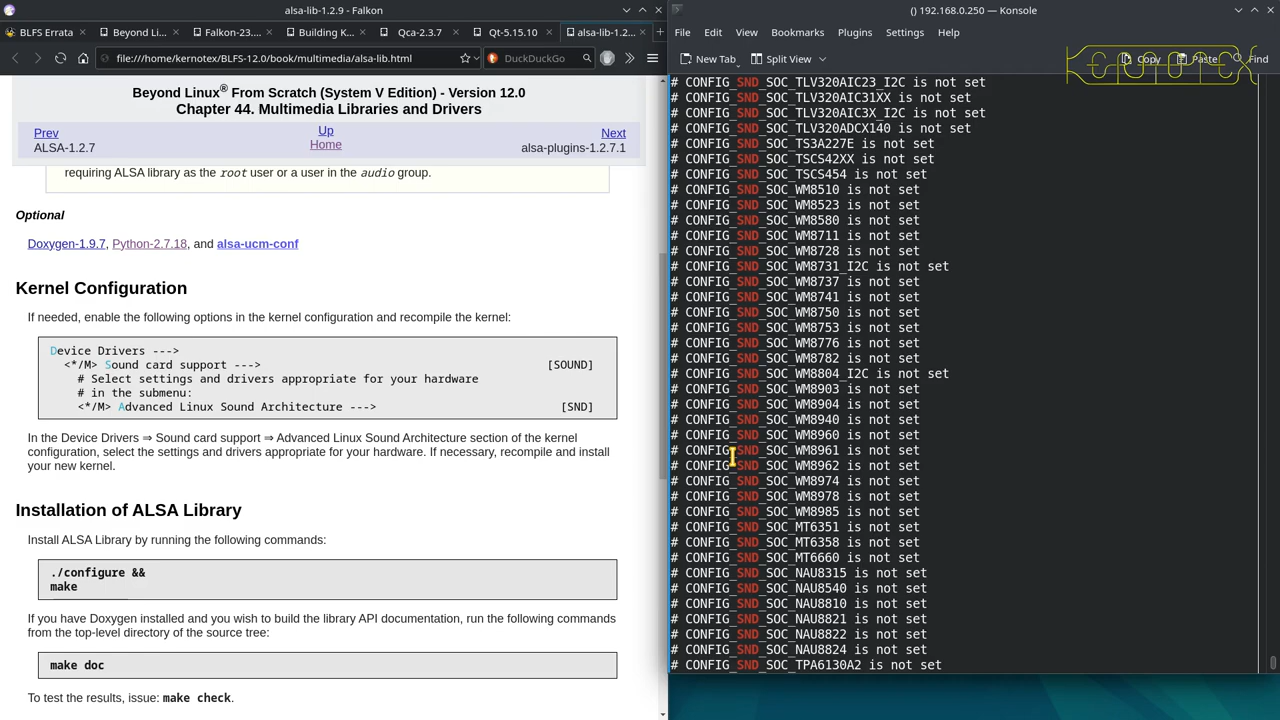 alsa-lib-1.2.9 - Falkon
BLFS Errata
Beyond Li...
Falkon-23....
Building K...
Qca-2.3.7
Qt-5.15.10
alsa-lib-1.2...
file:///home/kernotex/BLFS-12.0/book/multimedia/alsa-lib.html
DuckDuckGo
Beyond Linux® From Scratch (System V Edition) - Version 12.0
Chapter 44. Multimedia Libraries and Drivers
Prev
Up
Next
ALSA-1.2.7
Home
alsa-plugins-1.2.7.1
requiring ALSA library as the root user or a user in the audio group.
Optional
Doxygen-1.9.7, Python-2.7.18, and alsa-ucm-conf
Kernel Configuration
If needed, enable the following options in the kernel configuration and recompile the kernel:
Device Drivers --->
<*/M> Sound card support ---> [SOUND]
# Select settings and drivers appropriate for your hardware
# in the submenu:
<*/M> Advanced Linux Sound Architecture ---> [SND]
In the Device Drivers ⇒ Sound card support ⇒ Advanced Linux Sound Architecture section of the kernel
configuration, select the settings and drivers appropriate for your hardware. If necessary, recompile and install
your new kernel.
Installation of ALSA Library
Install ALSA Library by running the following commands:
./configure &&
make
If you have Doxygen installed and you wish to build the library API documentation, run the following commands
from the top-level directory of the source tree:
make doc
To test the results, issue: make check.
() 192.168.0.250 — Konsole
File Edit View Bookmarks Plugins Settings Help
New Tab
Split View
Copy
Paste
Find
Kernotex
# CONFIG_SND_SOC_TLV320AIC23_I2C is not set
# CONFIG_SND_SOC_TLV320AIC31XX is not set
# CONFIG_SND_SOC_TLV320AIC3X_I2C is not set
# CONFIG_SND_SOC_TLV320ADCX140 is not set
# CONFIG_SND_SOC_TS3A227E is not set
# CONFIG_SND_SOC_TSCS42XX is not set
# CONFIG_SND_SOC_TSCS454 is not set
# CONFIG_SND_SOC_WM8510 is not set
# CONFIG_SND_SOC_WM8523 is not set
# CONFIG_SND_SOC_WM8580 is not set
# CONFIG_SND_SOC_WM8711 is not set
# CONFIG_SND_SOC_WM8728 is not set
# CONFIG_SND_SOC_WM8731_I2C is not set
# CONFIG_SND_SOC_WM8737 is not set
# CONFIG_SND_SOC_WM8741 is not set
# CONFIG_SND_SOC_WM8750 is not set
# CONFIG_SND_SOC_WM8753 is not set
# CONFIG_SND_SOC_WM8776 is not set
# CONFIG_SND_SOC_WM8782 is not set
# CONFIG_SND_SOC_WM8804_I2C is not set
# CONFIG_SND_SOC_WM8903 is not set
# CONFIG_SND_SOC_WM8904 is not set
# CONFIG_SND_SOC_WM8940 is not set
# CONFIG_SND_SOC_WM8960 is not set
# CONFIG_SND_SOC_WM8961 is not set
# CONFIG_SND_SOC_WM8962 is not set
# CONFIG_SND_SOC_WM8974 is not set
# CONFIG_SND_SOC_WM8978 is not set
# CONFIG_SND_SOC_WM8985 is not set
# CONFIG_SND_SOC_MT6351 is not set
# CONFIG_SND_SOC_MT6358 is not set
# CONFIG_SND_SOC_MT6660 is not set
# CONFIG_SND_SOC_NAU8315 is not set
# CONFIG_SND_SOC_NAU8540 is not set
# CONFIG_SND_SOC_NAU8810 is not set
# CONFIG_SND_SOC_NAU8821 is not set
# CONFIG_SND_SOC_NAU8822 is not set
# CONFIG_SND_SOC_NAU8824 is not set
# CONFIG_SND_SOC_TPA6130A2 is not set